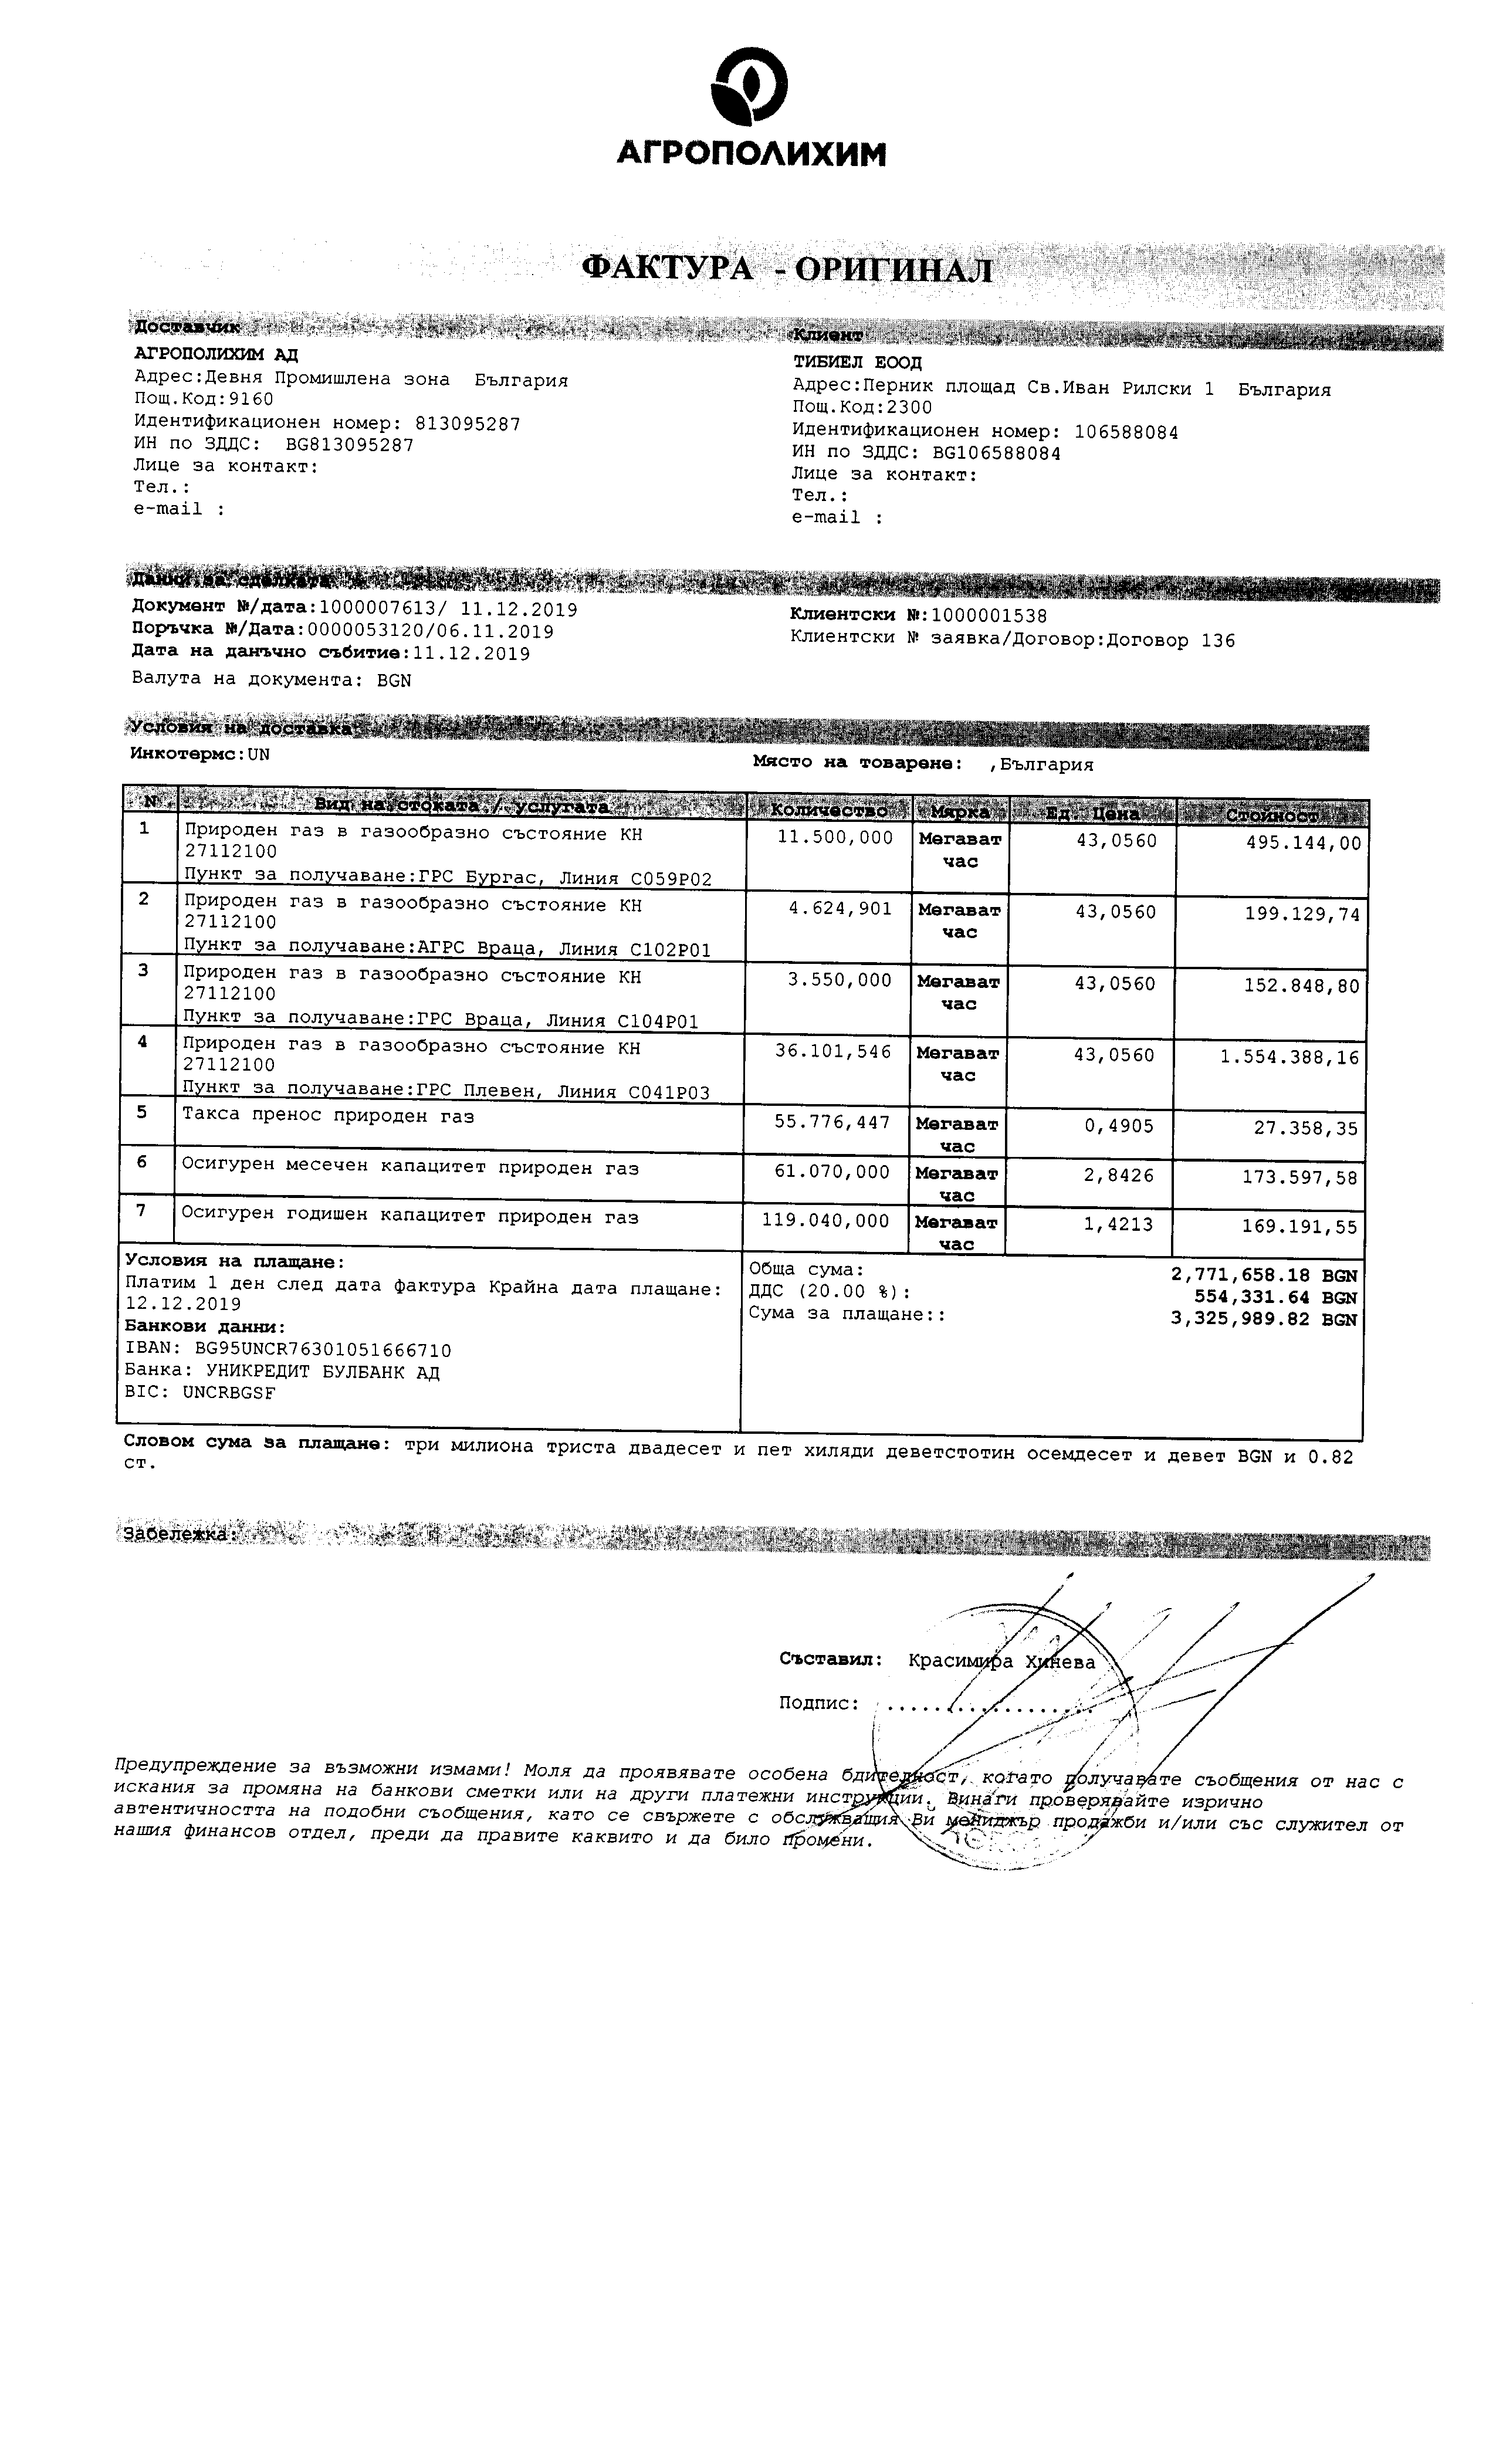 АГРОПОЛИХИМ
ФАКТУРА - ОРИГИНАЛ
Доставчик
АГРОПОЛИХИМ АД
Адрес:Девня Промишлена зона България
Пощ.Код:9160
Идентификационен номер: 813095287
ИН по ЗДДС: BG813095287
Лице за контакт:
Тел.:
e-mail :
Клиент
ТИБИЕЛ ЕООД
Адрес:Перник площад Св.Иван Рилски 1 България
Пощ.Код:2300
Идентификационен номер: 106588084
ИН по ЗДДС: BG106588084
Лице за контакт:
Тел.:
e-mail :
Данни за сделката
Документ №/дата:1000007613/ 11.12.2019
Поръчка №/Дата:0000053120/06.11.2019
Дата на данъчно събитие:11.12.2019
Валута на документа: BGN
Клиентски №:1000001538
Клиентски № заявка/Договор:Договор 136
Условия на доставка
Инкотермс:UN
Място на товарене: ,България
N Вид на стоката / услугата Количество Мярка Ед. Цена Стойност
1 Природен газ в газообразно състояние КН 11.500,000 Мегават 43,0560 495.144,00
27112100 час
Пункт за получаване:ГРС Бургас, Линия C059P02
2 Природен газ в газообразно състояние КН 4.624,901 Мегават 43,0560 199.129,74
27112100 час
Пункт за получаване:АГРС Враца, Линия C102P01
3 Природен газ в газообразно състояние КН 3.550,000 Мегават 43,0560 152.848,80
27112100 час
Пункт за получаване:ГРС Враца, Линия C104P01
4 Природен газ в газообразно състояние КН 36.101,546 Мегават 43,0560 1.554.388,16
27112100 час
Пункт за получаване:ГРС Плевен, Линия C041P03
5 Такса пренос природен газ 55.776,447 Мегават 0,4905 27.358,35
час
6 Осигурен месечен капацитет природен газ 61.070,000 Мегават 2,8426 173.597,58
час
7 Осигурен годишен капацитет природен газ 119.040,000 Мегават 1,4213 169.191,55
час
Условия на плащане:
Платим 1 ден след дата фактура Крайна дата плащане:
12.12.2019
Банкови данни:
IBAN: BG95UNCR76301051666710
Банка: УНИКРЕДИТ БУЛБАНК АД
BIC: UNCRBGSF
Обща сума: 2,771,658.18 BGN
ДДС (20.00 %): 554,331.64 BGN
Сума за плащане:: 3,325,989.82 BGN
Словом сума за плащане: три милиона триста двадесет и пет хиляди деветстотин осемдесет и девет BGN и 0.82
ст.
Забележка:
Съставил: Красимира Хинева
Подпис: ..................
Предупреждение за възможни измами! Моля да проявявате особена бдителност, когато получавате съобщения от нас с
искания за промяна на банкови сметки или на други платежни инструкции. Винаги проверявайте изрично
автентичността на подобни съобщения, като се свържете с обслужващия Ви мениджър продажби и/или със служител от
нашия финансов отдел, преди да правите каквито и да било промени.